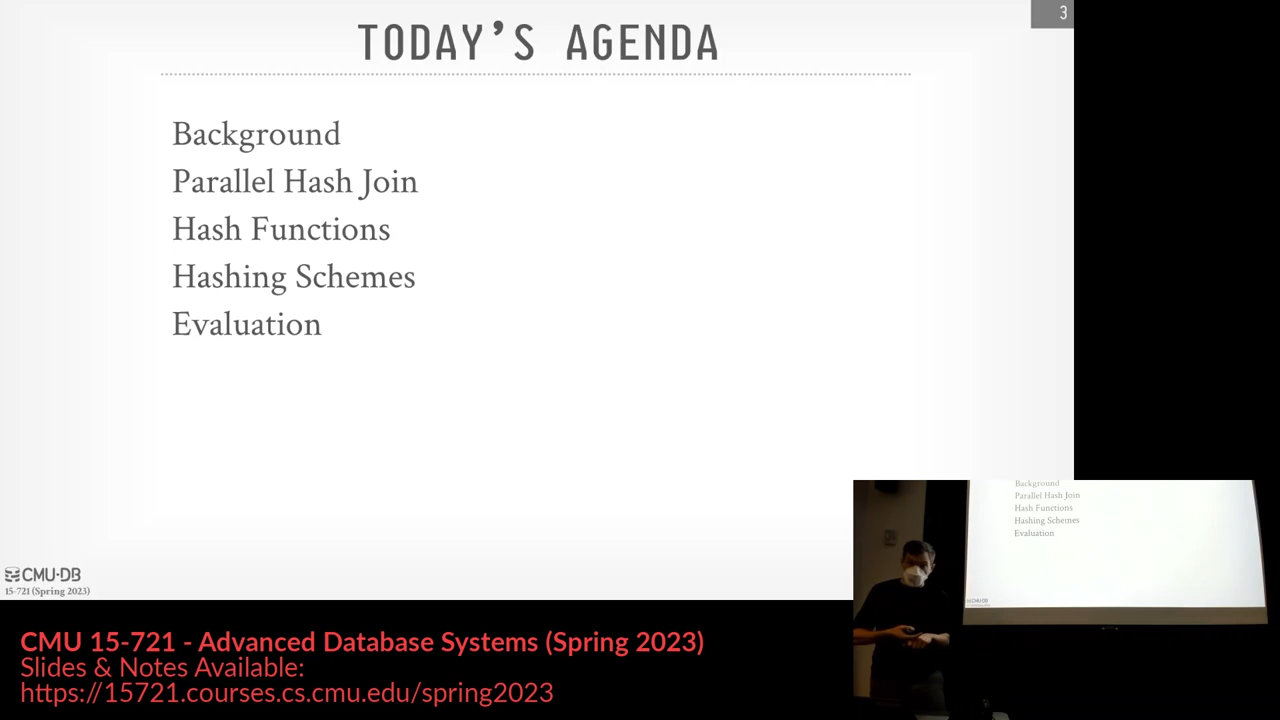 3
TODAY'S AGENDA
Background
Parallel Hash Join
Hash Functions
Hashing Schemes
Evaluation
CMU·DB
15-721 (Spring 2023)
Background
Parallel Hash Join
Hash Functions
Hashing Schemes
Evaluation
CMU 15-721 - Advanced Database Systems (Spring 2023)
Slides & Notes Available:
https://15721.courses.cs.cmu.edu/spring2023